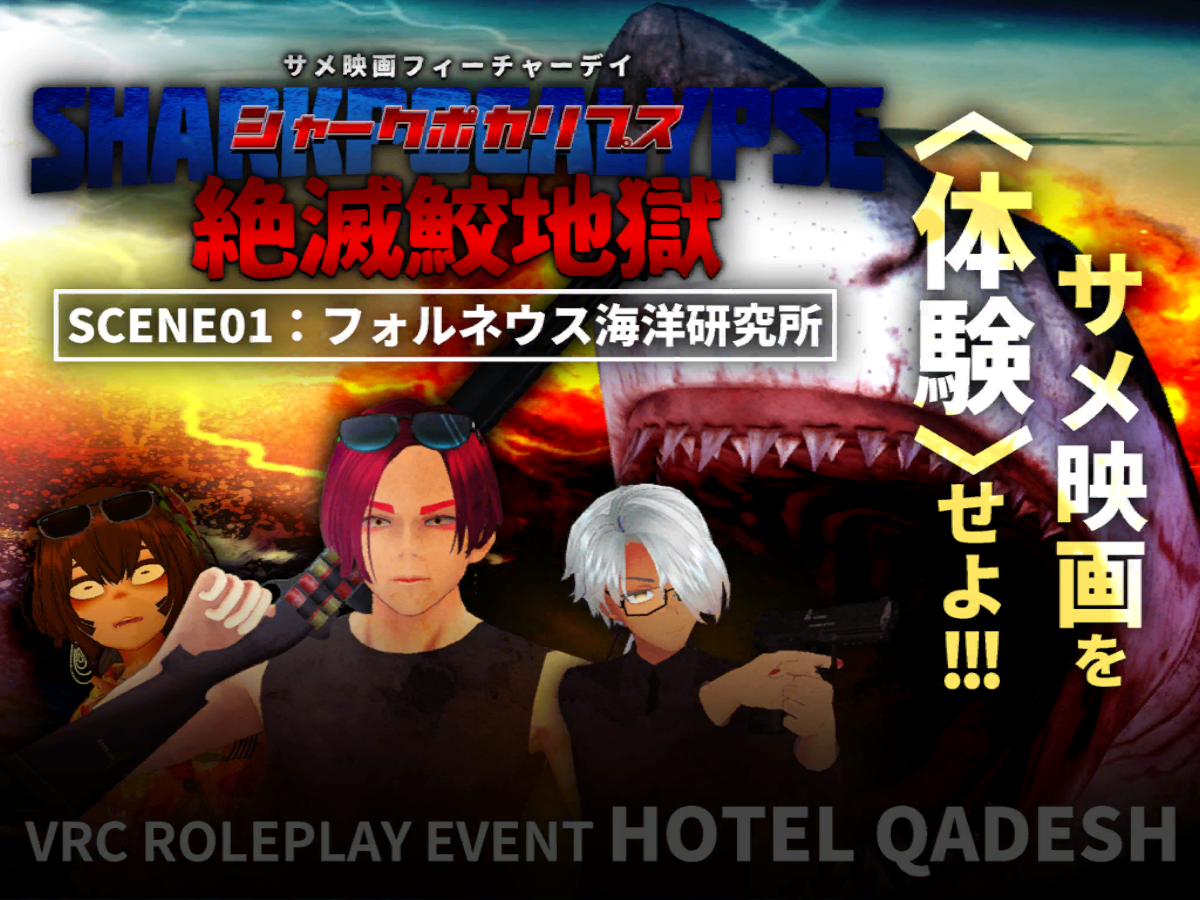 サメ映画フィーチャーデイ
SHARKPOCALYPSE
シャークポカリプス
絶滅鮫地獄
SCENE01：フォルネウス海洋研究所
サメ映画を
〈体験〉せよ!!!
VRC ROLEPLAY EVENT HOTEL QADESH